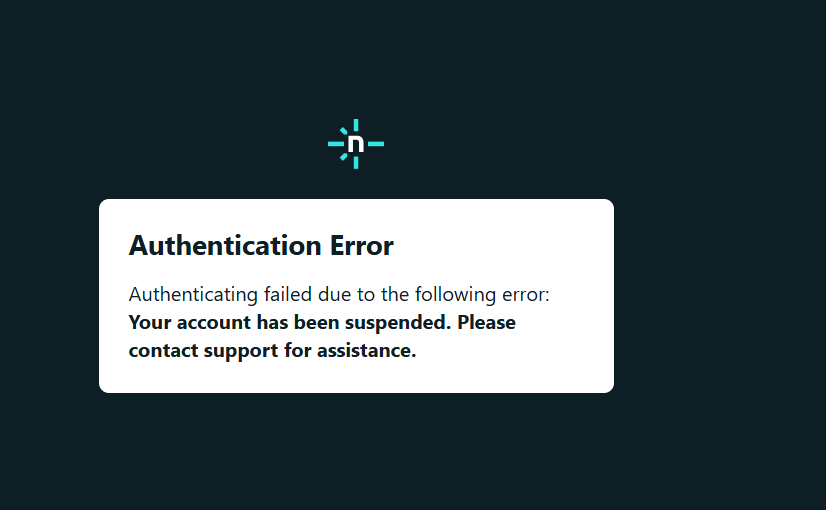 n
Authentication Error
Authenticating failed due to the following error:
Your account has been suspended. Please
contact support for assistance.